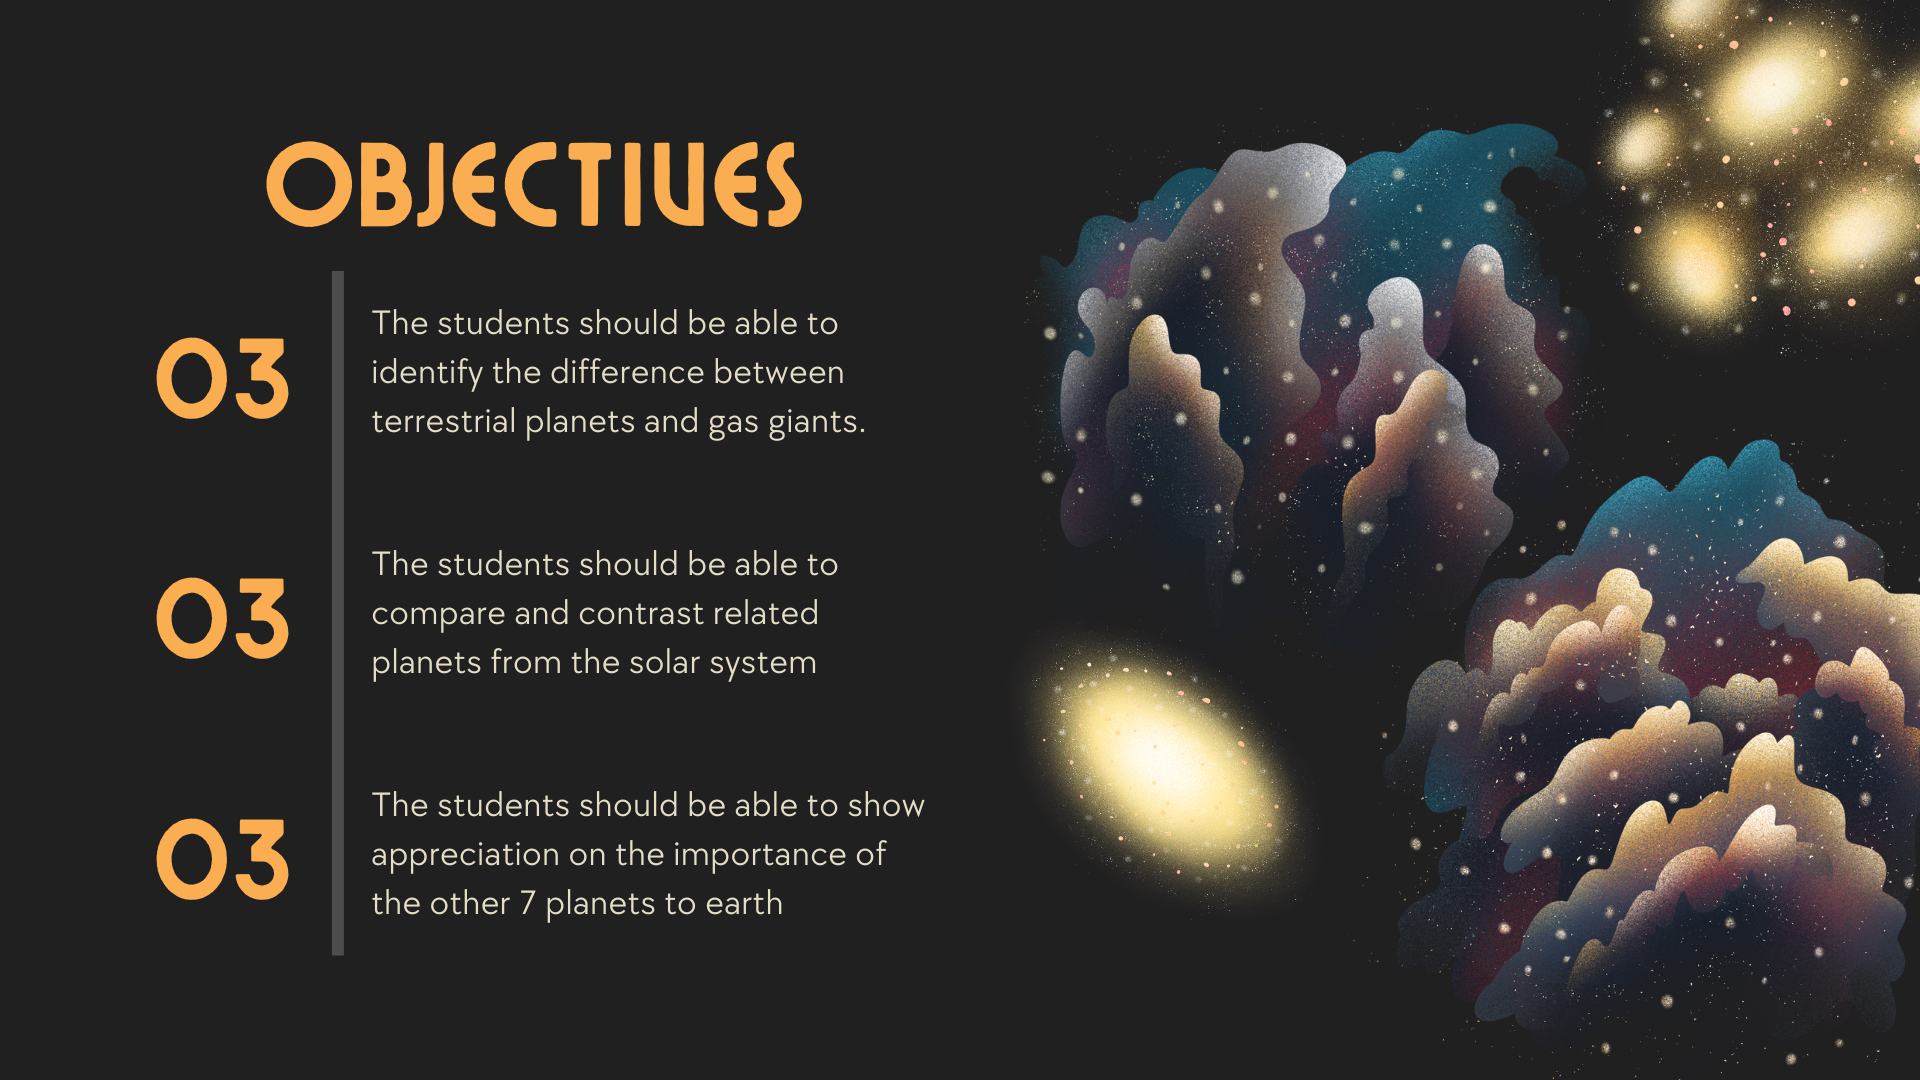 OBJECTIVES
03
The students should be able to
identify the difference between
terrestrial planets and gas giants.
03
The students should be able to
compare and contrast related
planets from the solar system
03
The students should be able to show
appreciation on the importance of
the other 7 planets to earth